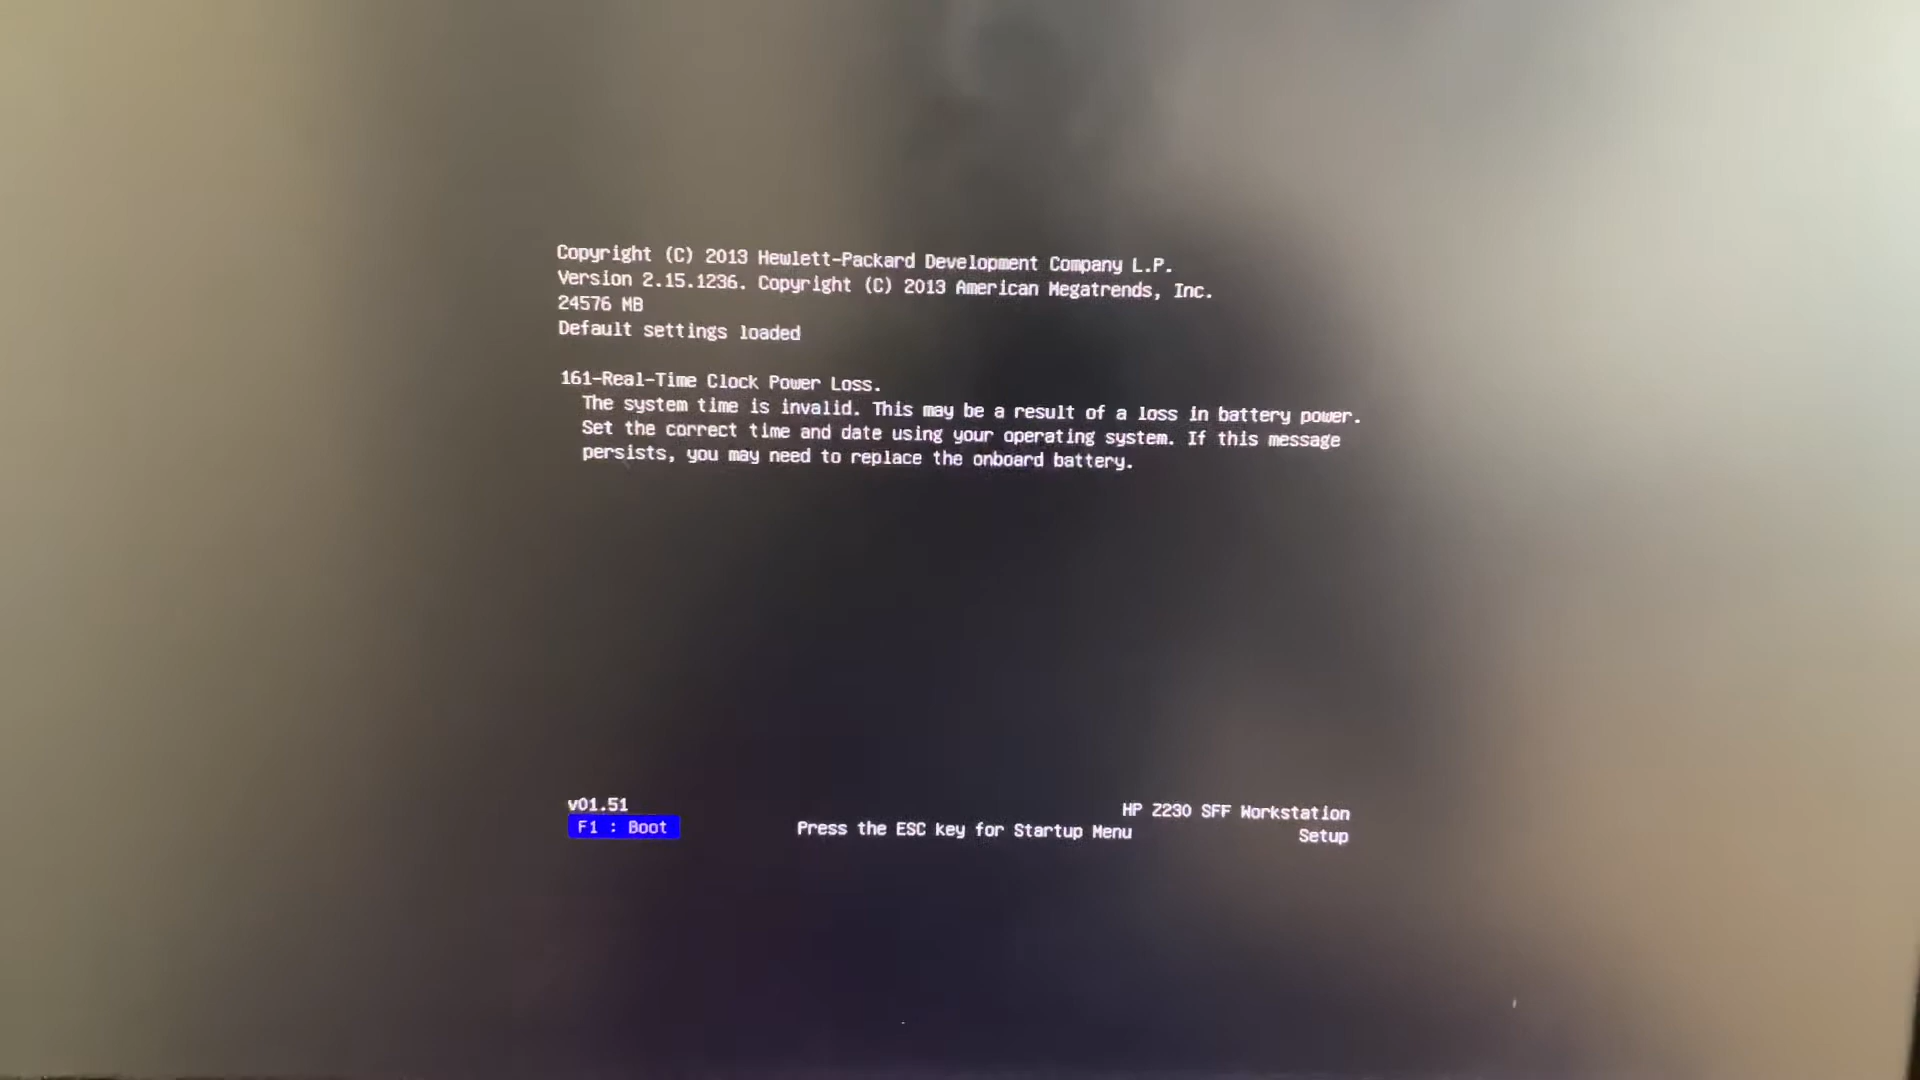 Copyright (C) 2013 Hewlett-Packard Development Company L.P.
Version 2.15.1236. Copyright (C) 2013 American Megatrends, Inc.
24576 MB
Default settings loaded
161-Real-Time Clock Power Loss.
The system time is invalid. This may be a result of a loss in battery power.
Set the correct time and date using your operating system. If this message
persists, you may need to replace the onboard battery.
v01.51 HP Z230 SFF Workstation
F1 : Boot Press the ESC key for Startup Menu Setup